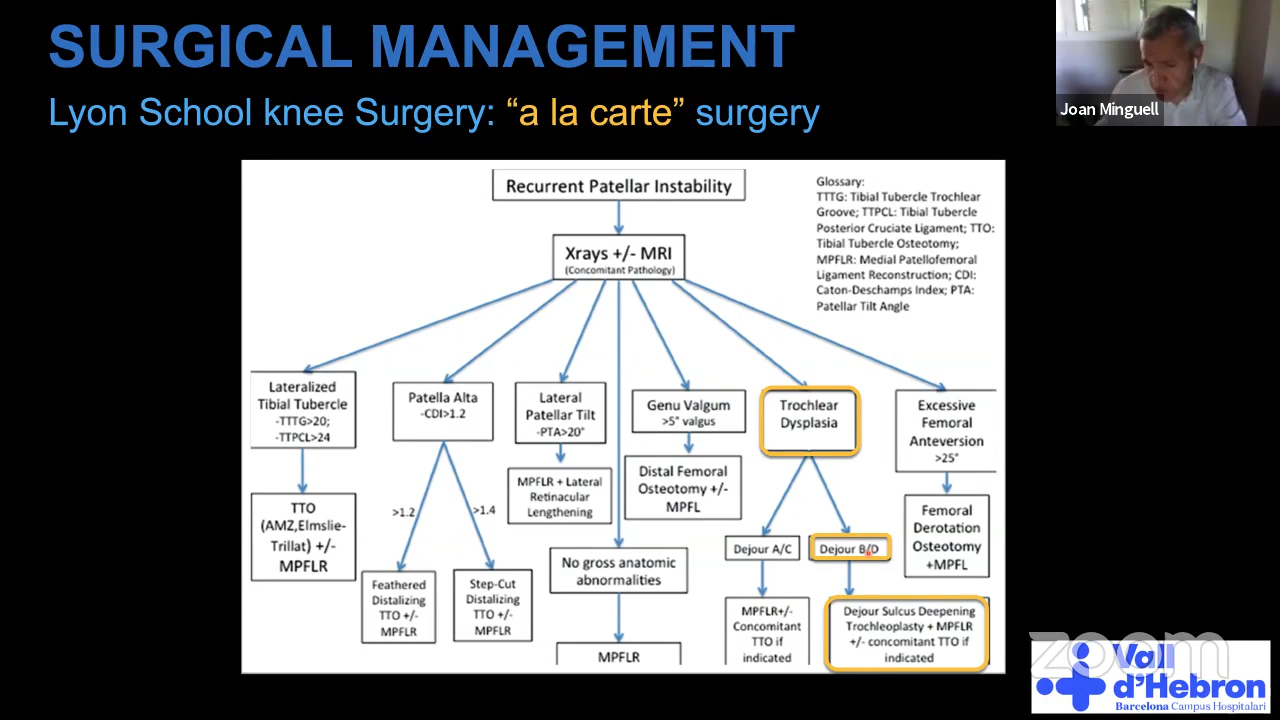 SURGICAL MANAGEMENT
Lyon School knee Surgery: “a la carte” surgery
Joan Minguell
Recurrent Patellar Instability
Xrays +/- MRI
(Concomitant Pathology)
Glossary:
TTTG: Tibial Tubercle Trochlear
Groove; TTPCL: Tibial Tubercle
Posterior Cruciate Ligament; TTO:
Tibial Tubercle Osteotomy;
MPFLR: Medial Patellofemoral
Ligament Reconstruction; CDI:
Caton-Deschamps Index; PTA:
Patellar Tilt Angle
Lateralized
Tibial Tubercle
-TTTG>20;
-TTPCL>24
TTO
(AMZ,Elmslie-
Trillat) +/-
MPFLR
Patella Alta
-CDI>1.2
>1.2
>1.4
Feathered
Distalizing
TTO +/-
MPFLR
Step-Cut
Distalizing
TTO +/-
MPFLR
Lateral
Patellar Tilt
-PTA>20°
MPFLR + Lateral
Retinacular
Lengthening
No gross anatomic
abnormalities
MPFLR
Genu Valgum
>5° valgus
Distal Femoral
Osteotomy +/-
MPFL
Trochlear
Dysplasia
Dejour A/C
Dejour B/D
MPFLR+/-
Concomitant
TTO if
indicated
Dejour Sulcus Deepening
Trochleoplasty + MPFLR
+/- concomitant TTO if
indicated
Excessive
Femoral
Anteversion
>25°
Femoral
Derotation
Osteotomy
+MPFL
zoom
Vall
d'Hebron
Barcelona Campus Hospitalari